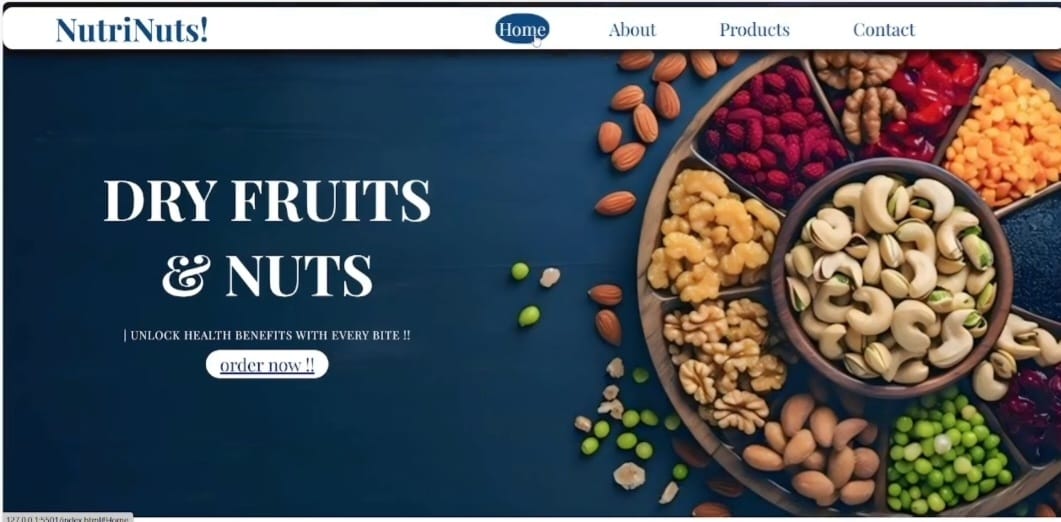 NutriNuts!
Home
About
Products
Contact
DRY FRUITS
& NUTS
| UNLOCK HEALTH BENEFITS WITH EVERY BITE !!
order now !!
127.0.0.1:5501/index.html#Home